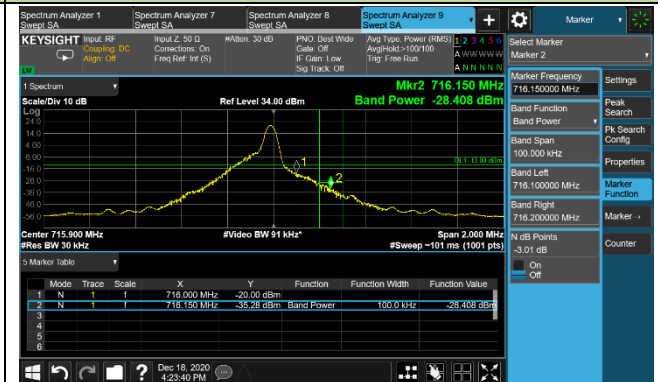 Spectrum Analyzer 1
Swept SA
Spectrum Analyzer 7
Swept SA
Spectrum Analyzer 8
Swept SA
Spectrum Analyzer 9
Swept SA
+
Marker
KEYSIGHT
Input: RF
Coupling: DC
Align: Off
Input Z: 50 Ω
Corrections: On
Freq Ref: Int (S)
#Atten: 30 dB
PNO: Best Wide
Gate: Off
IF Gain: Low
Sig Track: Off
Avg Type: Power (RMS)
Avg|Hold:>100/100
Trig: Free Run
1 2 3 4 5 6
A W W W W W
A N N N N N
LXI
Select Marker
Marker 2
1 Spectrum
Mkr2 716.150 MHz
Scale/Div 10 dB
Ref Level 34.00 dBm
Band Power -28.408 dBm
Log
24.0
14.0
4.00
-6.00
-16.0
-26.0
-36.0
-46.0
-56.0
1
2
DL1 -13.00 dBm
Center 715.900 MHz
#Video BW 91 kHz*
Span 2.000 MHz
#Res BW 30 kHz
#Sweep ~101 ms (1001 pts)
5 Marker Table
Mode Trace Scale X Y Function Function Width Function Value
1 N 1 f 716.000 MHz -20.00 dBm
2 N 1 f 716.150 MHz -35.28 dBm Band Power 100.0 kHz -28.408 dBm
3
4
5
6
Marker Frequency
716.150000 MHz
Band Function
Band Power
Band Span
100.000 kHz
Band Left
716.100000 MHz
Band Right
716.200000 MHz
N dB Points
-3.01 dB
On
Off
Settings
Peak
Search
Pk Search
Config
Properties
Marker
Function
Marker→
Counter
?
Dec 18, 2020
4:23:40 PM